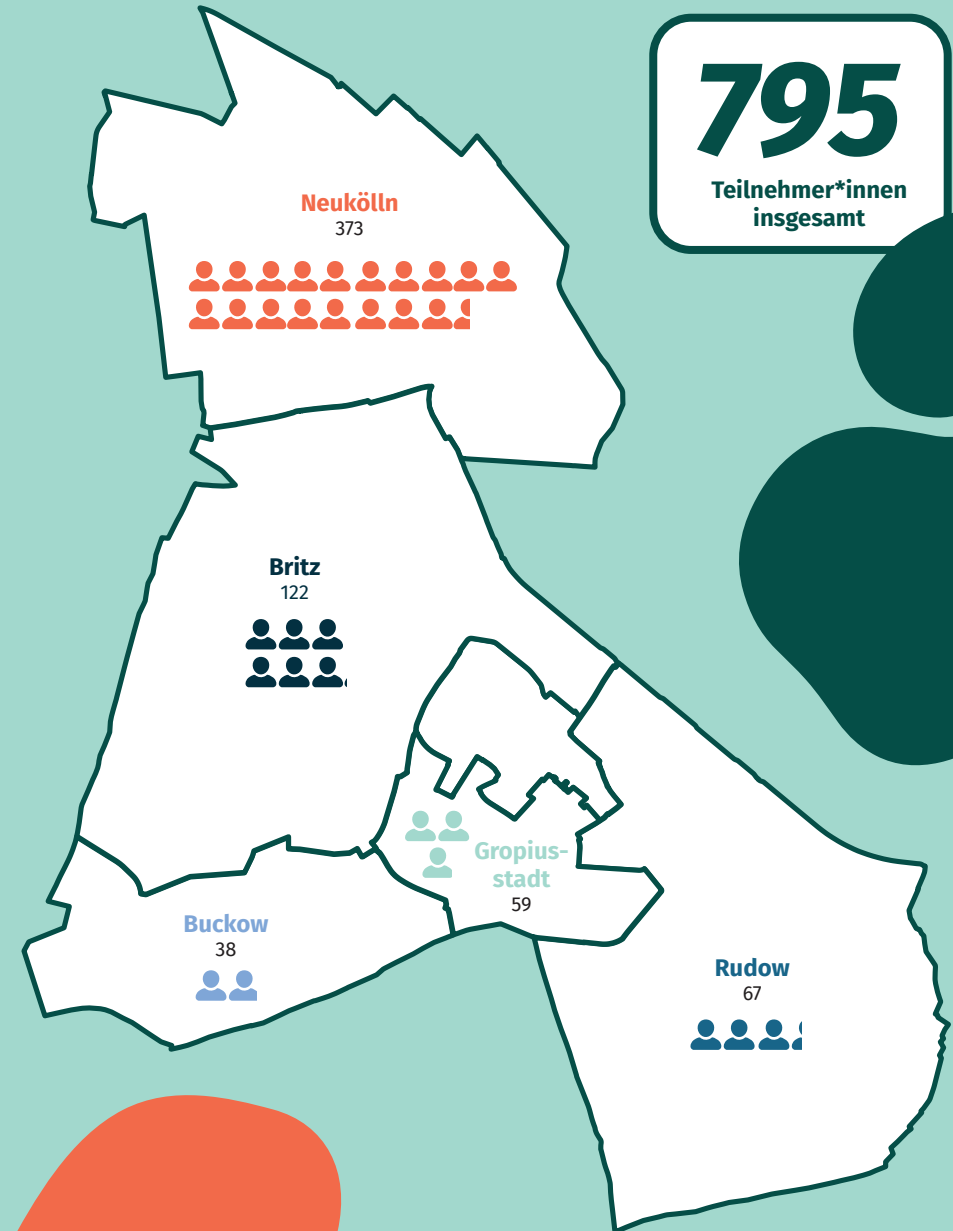 795
Teilnehmer*innen
insgesamt
Neukölln
373
Britz
122
Gropius-
stadt
59
Buckow
38
Rudow
67